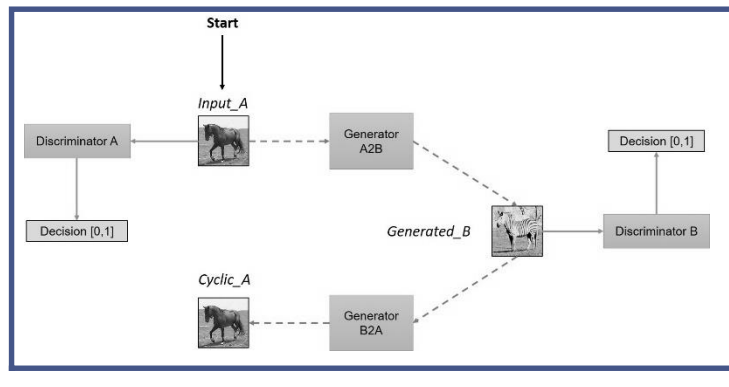 Start
Input_A
Discriminator A
Generator
A2B
Decision [0,1]
Decision [0,1]
Generated_B
Discriminator B
Cyclic_A
Generator
B2A